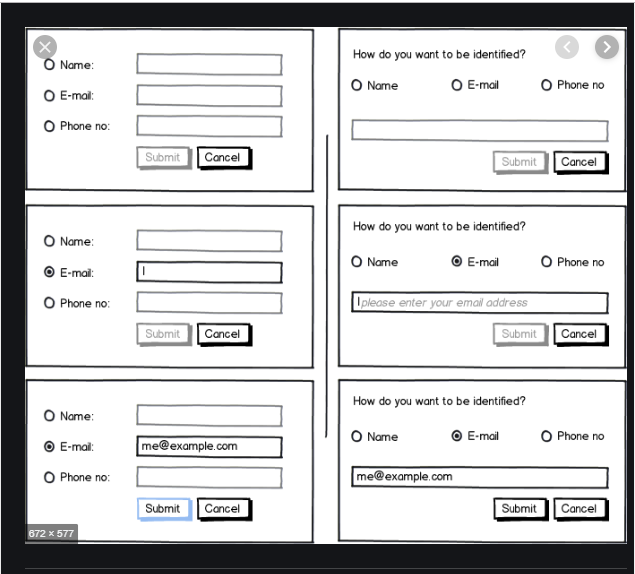 Name:
E-mail:
Phone no:
Submit Cancel
How do you want to be identified?
Name E-mail Phone no
Submit Cancel
Name:
E-mail:
Phone no:
Submit Cancel
How do you want to be identified?
Name E-mail Phone no
please enter your email address
Submit Cancel
Name:
E-mail: me@example.com
Phone no:
Submit Cancel
How do you want to be identified?
Name E-mail Phone no
me@example.com
Submit Cancel
672 × 577